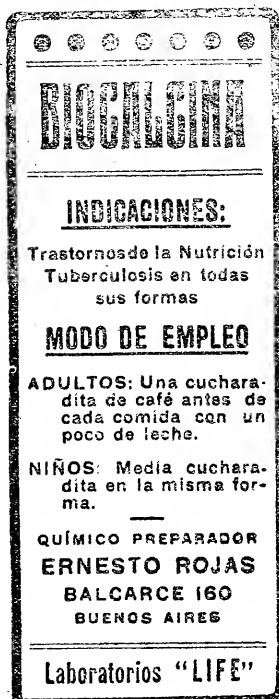 BIOCALCINA
INDICACIONES:
Trastornosde la Nutrición
Tuberculosis en todas
sus formas
MODO DE EMPLEO
ADULTOS: Una cuchara-
dita de café antes de
cada comida con un
poco de leche.
NIÑOS: Media cuchara-
dita en la misma for-
ma.
QUÍMICO PREPARADOR
ERNESTO ROJAS
BALCARCE 160
BUENOS AIRES
Laboratorios "LIFE"